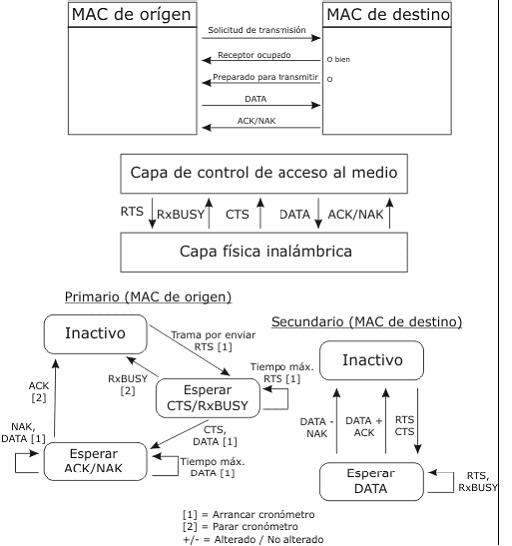 MAC de orígen
MAC de destino
Solicitud de transmisión
Receptor ocupado
O bien
Preparado para transmitir
O
DATA
ACK/NAK
Capa de control de acceso al medio
RTS
RxBUSY
CTS
DATA
ACK/NAK
Capa física inalámbrica
Primario (MAC de origen)
Inactivo
Trama por enviar
RTS [1]
RxBUSY
[2]
Tiempo máx.
RTS [1]
Esperar
CTS/RxBUSY
ACK
[2]
CTS,
DATA [1]
NAK,
DATA [1]
Esperar
ACK/NAK
Tiempo máx.
DATA [1]
Secundario (MAC de destino)
Inactivo
DATA -
NAK
DATA +
ACK
RTS
CTS
Esperar
DATA
RTS,
RxBUSY
[1] = Arrancar cronómetro
[2] = Parar cronómetro
+/- = Alterado / No alterado